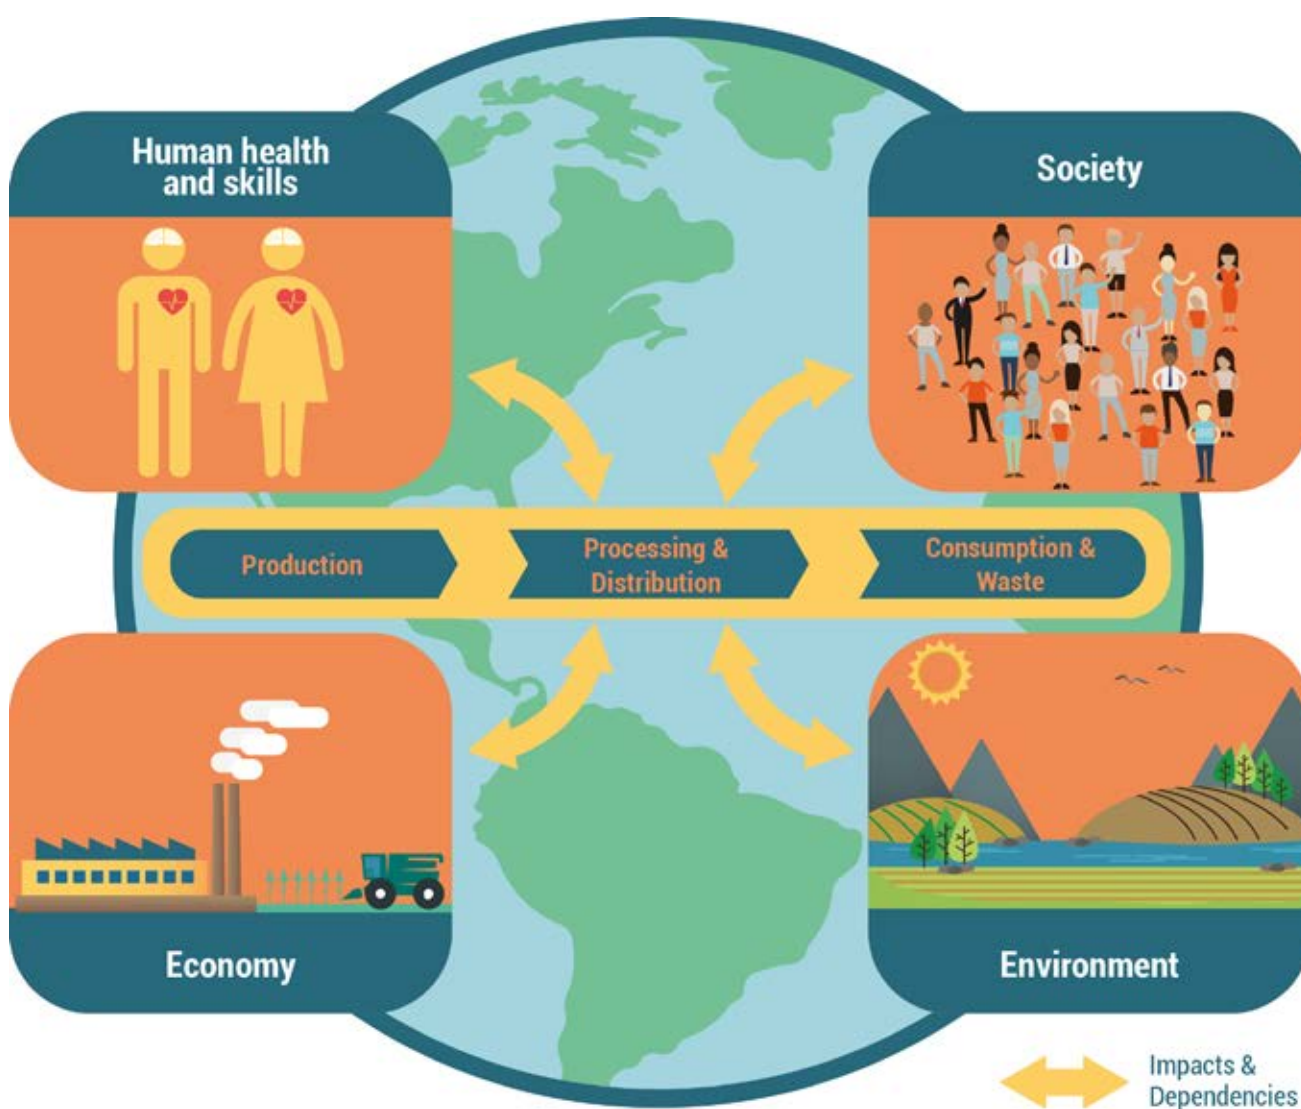 Human health
and skills
Society
Production
Processing &
Distribution
Consumption &
Waste
Economy
Environment
Impacts &
Dependencies